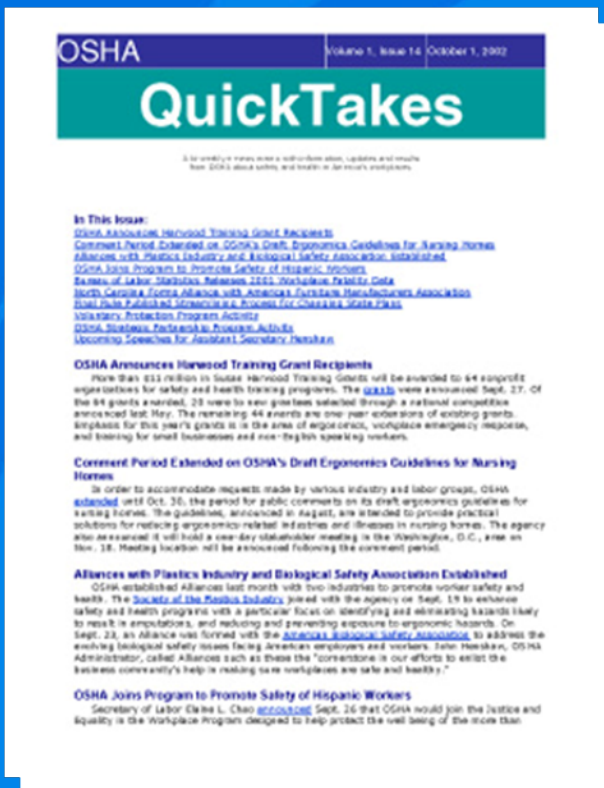 OSHA
Volume 1, Issue 14
October 1, 2002
QuickTakes
A bi-weekly e-news memo with information, updates and results
from OSHA about safety and health in America's workplaces.
In This Issue:
OSHA Announces Harwood Training Grant Recipients
Comment Period Extended on OSHA's Draft Ergonomics Guidelines for Nursing Homes
Alliances with Plastics Industry and Biological Safety Association Established
OSHA Joins Program to Promote Safety of Hispanic Workers
Bureau of Labor Statistics Releases 2001 Workplace Fatality Data
North Carolina Forms Alliance with American Furniture Manufacturers Association
Final Rule Published Streamlining Process for Changing State Plans
Voluntary Protection Program Activity
OSHA Strategic Partnership Program Activity
Upcoming Speeches for Assistant Secretary Henshaw
OSHA Announces Harwood Training Grant Recipients
More than $11 million in Susan Harwood Training Grants will be awarded to 64 nonprofit
organizations for safety and health training programs. The grants were announced Sept. 27. Of
the 64 grants awarded, 20 were to new grantees selected through a national competition
announced last May. The remaining 44 awards are one-year extensions of existing grants.
Emphasis for this year's grants is in the area of ergonomics, workplace emergency response,
and training for small businesses and non-English speaking workers.
Comment Period Extended on OSHA's Draft Ergonomics Guidelines for Nursing
Homes
In order to accommodate requests made by various industry and labor groups, OSHA
extended until Oct. 30, the period for public comments on its draft ergonomics guidelines for
nursing homes. The guidelines, announced in August, are intended to provide practical
solutions for reducing ergonomics-related industries and illnesses in nursing homes. The agency
also announced it will hold a one-day stakeholder meeting in the Washington, D.C., area on
Nov. 18. Meeting location will be announced following the comment period.
Alliances with Plastics Industry and Biological Safety Association Established
OSHA established Alliances last month with two industries to promote worker safety and
health. The Society of the Plastics Industry joined with the agency on Sept. 19 to enhance
safety and health programs with a particular focus on identifying and eliminating hazards likely
to result in amputations, and reducing and preventing exposure to ergonomic hazards. On
Sept. 23, an Alliance was formed with the American Biological Safety Association to address the
evolving biological safety issues facing American employers and workers. John Henshaw, OSHA
Administrator, called Alliances such as these the "cornerstone in our efforts to enlist the
business community's help in making sure workplaces are safe and healthy."
OSHA Joins Program to Promote Safety of Hispanic Workers
Secretary of Labor Elaine L. Chao announced Sept. 26 that OSHA would join the Justice and
Equality in the Workplace Program designed to help protect the well being of the more than